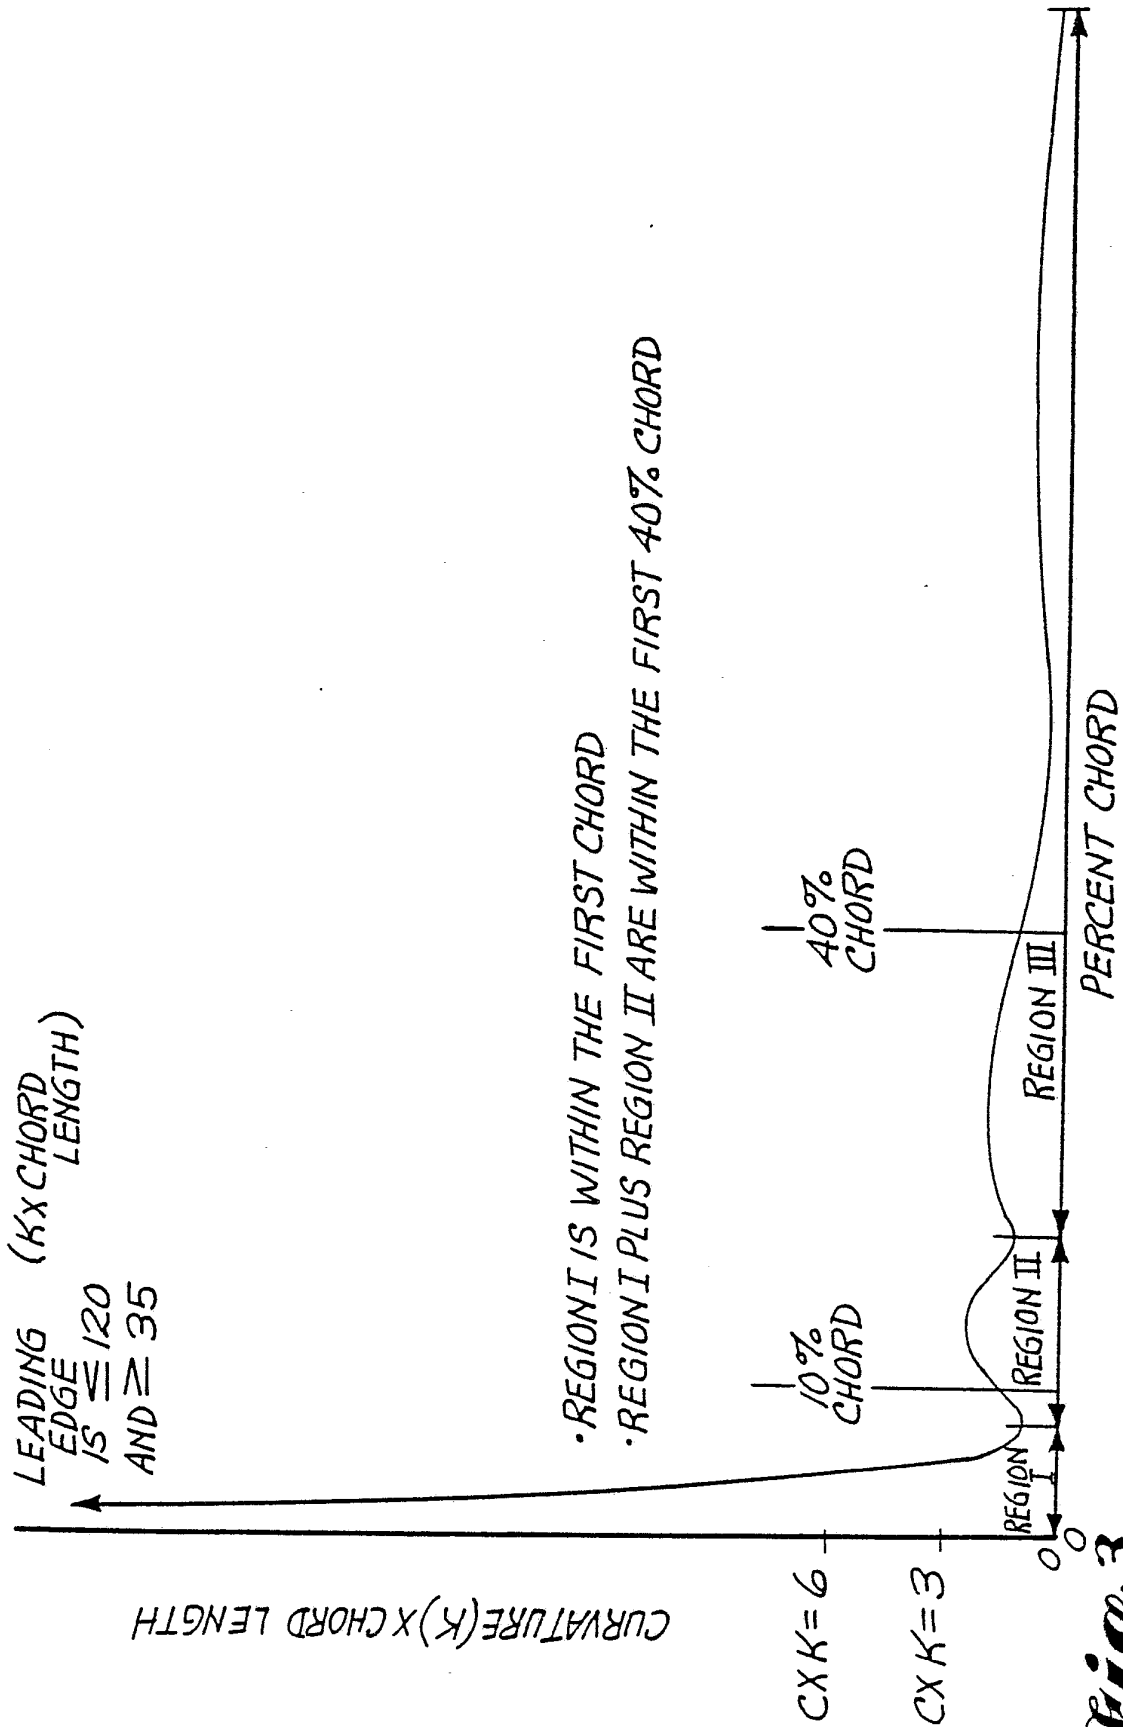 LEADING (K X CHORD
EDGE LENGTH)
IS ≤ 120
AND ≥ 35
CURVATURE (K) X CHORD LENGTH
• REGION I IS WITHIN THE FIRST CHORD
• REGION I PLUS REGION II ARE WITHIN THE FIRST 40% CHORD
C X K = 6
C X K = 3
10%
CHORD
40%
CHORD
REGION
I
REGION II
REGION III
0
0
PERCENT CHORD
Fig. 3